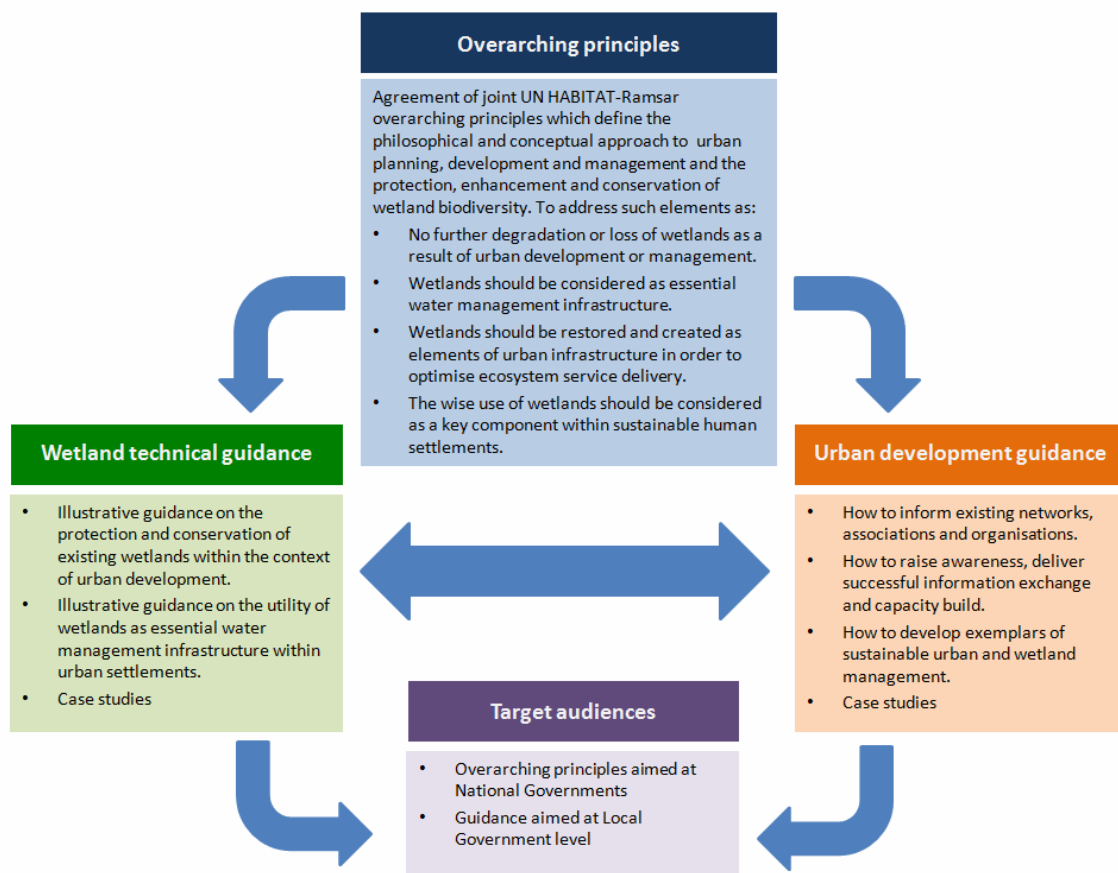 Overarching principles
Agreement of joint UN HABITAT-Ramsar
overarching principles which define the
philosophical and conceptual approach to urban
planning, development and management and the
protection, enhancement and conservation of
wetland biodiversity. To address such elements as:
• No further degradation or loss of wetlands as a
result of urban development or management.
• Wetlands should be considered as essential
water management infrastructure.
• Wetlands should be restored and created as
elements of urban infrastructure in order to
optimise ecosystem service delivery.
• The wise use of wetlands should be considered
as a key component within sustainable human
settlements.
Wetland technical guidance
• Illustrative guidance on the
protection and conservation of
existing wetlands within the context
of urban development.
• Illustrative guidance on the utility of
wetlands as essential water
management infrastructure within
urban settlements.
• Case studies
Urban development guidance
• How to inform existing networks,
associations and organisations.
• How to raise awareness, deliver
successful information exchange
and capacity build.
• How to develop exemplars of
sustainable urban and wetland
management.
• Case studies
Target audiences
• Overarching principles aimed at
National Governments
• Guidance aimed at Local
Government level